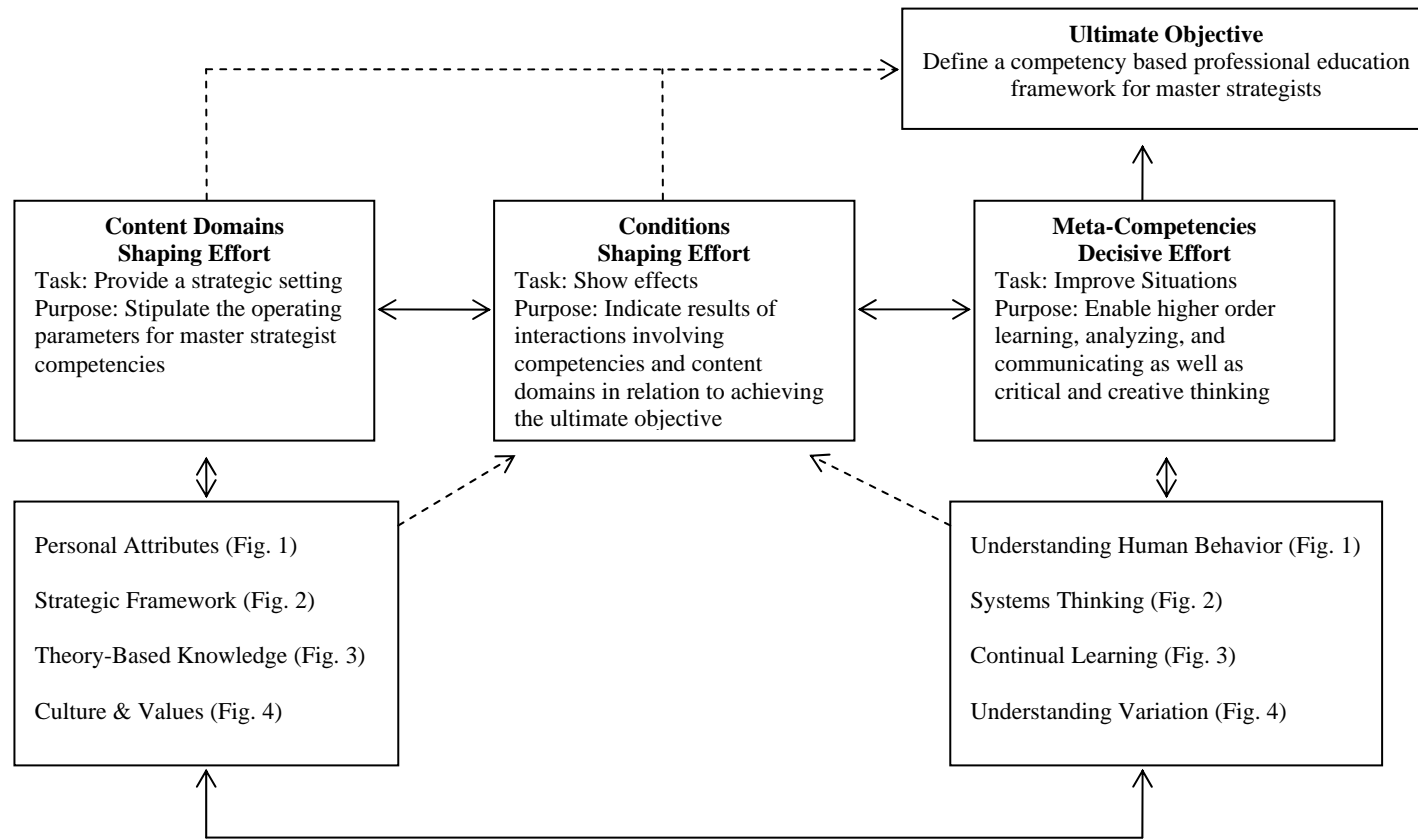 Ultimate Objective
Define a competency based professional education
framework for master strategists
Content Domains
Shaping Effort
Task: Provide a strategic setting
Purpose: Stipulate the operating
parameters for master strategist
competencies
Conditions
Shaping Effort
Task: Show effects
Purpose: Indicate results of
interactions involving
competencies and content
domains in relation to achieving
the ultimate objective
Meta-Competencies
Decisive Effort
Task: Improve Situations
Purpose: Enable higher order
learning, analyzing, and
communicating as well as
critical and creative thinking
Personal Attributes (Fig. 1)
Strategic Framework (Fig. 2)
Theory-Based Knowledge (Fig. 3)
Culture & Values (Fig. 4)
Understanding Human Behavior (Fig. 1)
Systems Thinking (Fig. 2)
Continual Learning (Fig. 3)
Understanding Variation (Fig. 4)